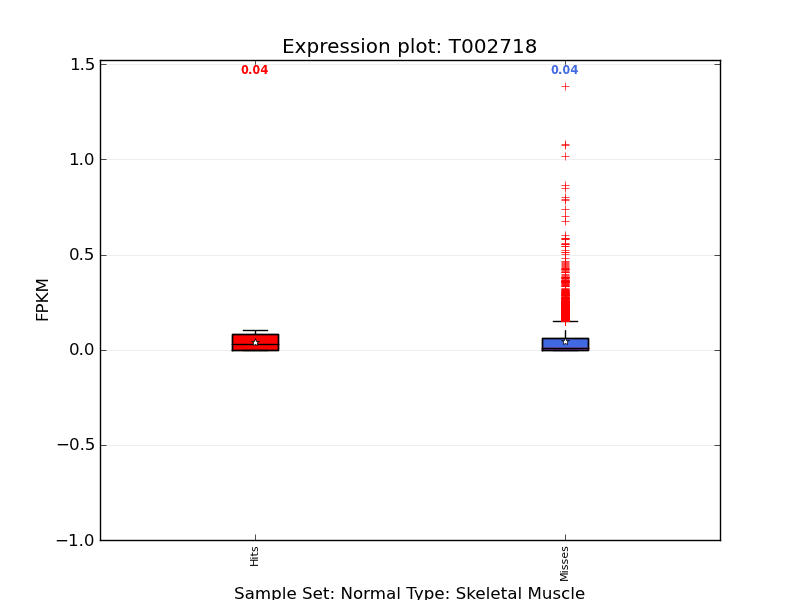 Expression plot: T002718
1.5
0.04
0.04
1.0
0.5
FPKM
0.0
−0.5
−1.0
Hits
Misses
Sample Set: Normal Type: Skeletal Muscle